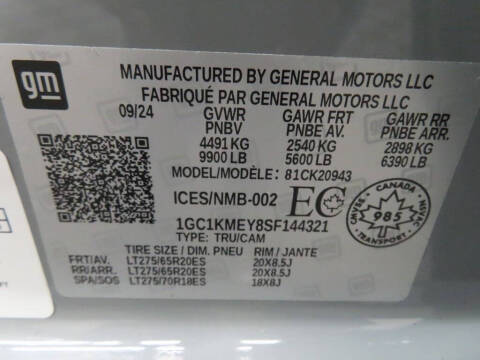 gm
MANUFACTURED BY GENERAL MOTORS LLC
FABRIQUÉ PAR GENERAL MOTORS LLC
09/24 GVWR GAWR FRT GAWR RR
PNBV PNBE AV. PNBE ARR.
4491 KG 2540 KG 2898 KG
9900 LB 5600 LB 6390 LB
MODEL/MODÈLE: 81CK20943
ICES/NMB-002 EC
CANADA
985
TRANSPORT
1GC1KMEY8SF144321
TYPE: TRU/CAM
TIRE SIZE / DIM. PNEU RIM / JANTE
FRT/AV. LT275/65R20ES 20X8.5J
RR/ARR. LT275/65R20ES 20X8.5J
SPA/SOS LT275/70R18ES 18X8J